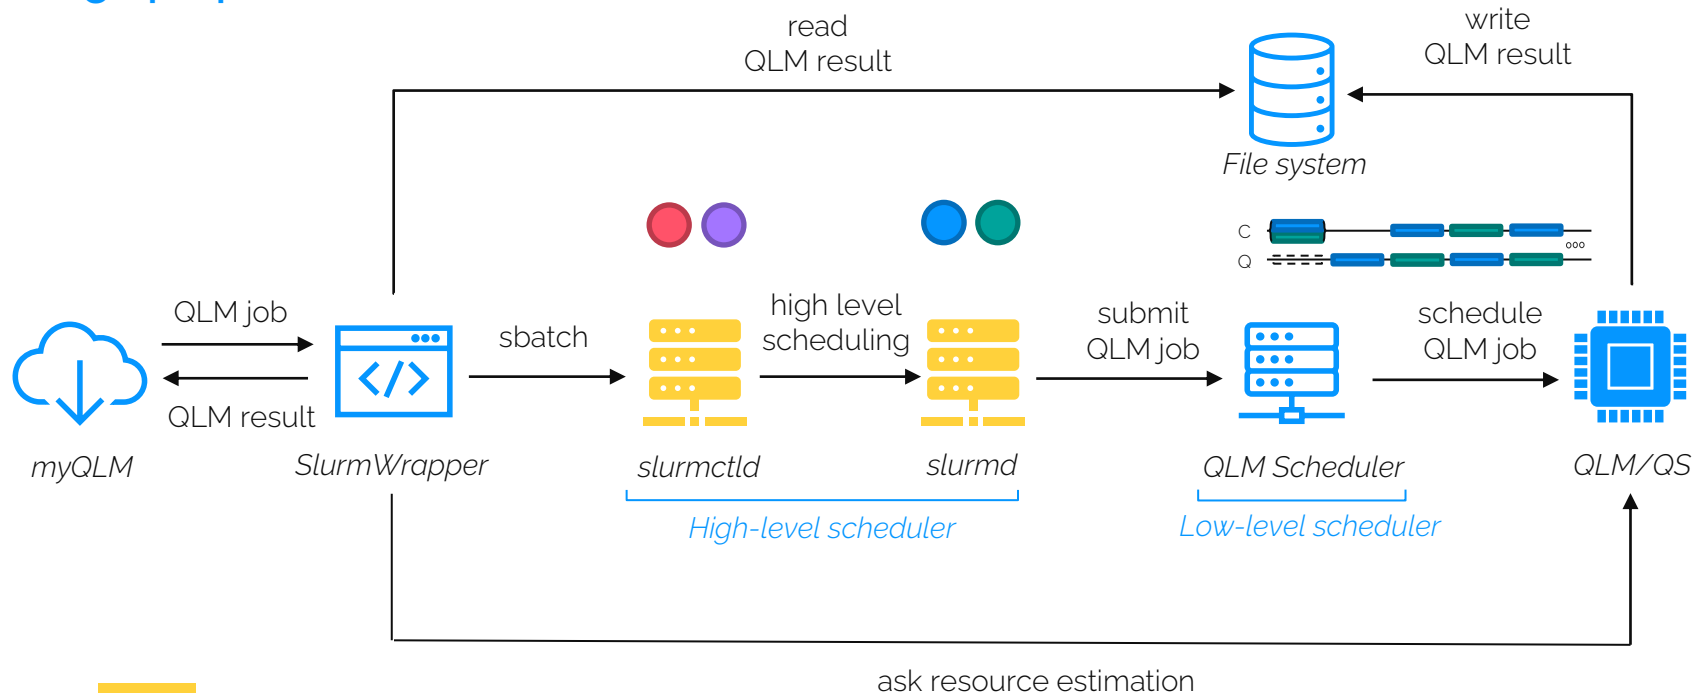 read
QLM result
write
QLM result
File system
C
Q
ooo
QLM job
QLM result
sbatch
high level
scheduling
submit
QLM job
schedule
QLM job
myQLM
SlurmWrapper
slurmctld
slurmd
QLM Scheduler
QLM/QS
High-level scheduler
Low-level scheduler
ask resource estimation